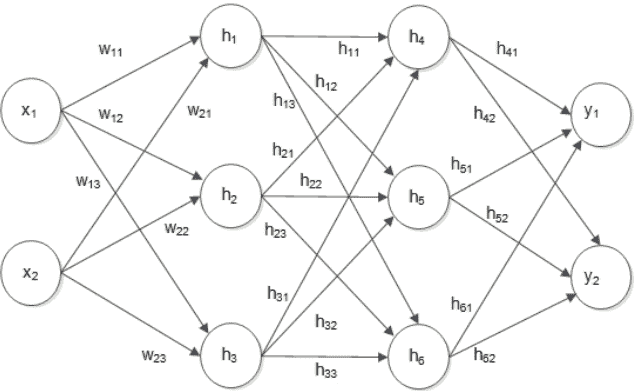 h₁
h₄
w₁₁
h₁₁
h₄₁
x₁
w₁₂
w₂₁
h₁₃
h₁₂
h₄₂
y₁
h₂₁
w₁₃
h₂
h₂₂
h₅
h₅₁
w₂₂
h₂₃
h₅₂
x₂
y₂
h₃₁
h₃₂
h₆₁
w₂₃
h₃
h₃₃
h₆
h₆₂